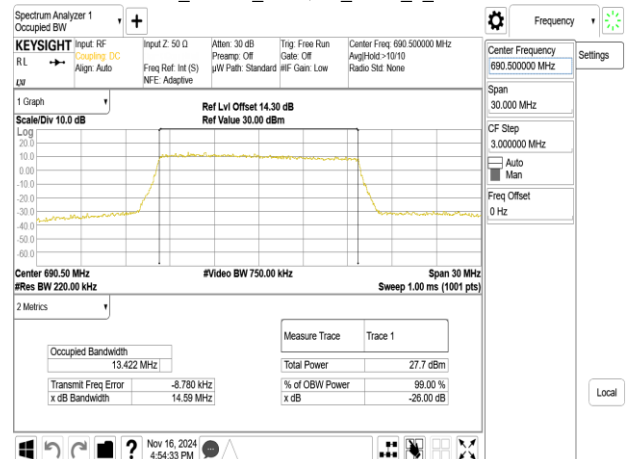 Spectrum Analyzer 1
Occupied BW
Frequency
KEYSIGHT
RL
LXI
Input: RF
Coupling: DC
Align: Auto
Input Z: 50 Ω
Freq Ref: Int (S)
NFE: Adaptive
Atten: 30 dB
Preamp: Off
µW Path: Standard
Trig: Free Run
Gate: Off
#IF Gain: Low
Center Freq: 690.500000 MHz
Avg|Hold:>10/10
Radio Std: None
Center Frequency
690.500000 MHz
Settings
Span
30.000 MHz
CF Step
3.000000 MHz
Auto
Man
Freq Offset
0 Hz
1 Graph
Scale/Div 10.0 dB
Ref Lvl Offset 14.30 dB
Ref Value 30.00 dBm
Log
20.0
10.0
0.00
-10.0
-20.0
-30.0
-40.0
-50.0
-60.0
Center 690.50 MHz
#Video BW 750.00 kHz
Span 30 MHz
#Res BW 220.00 kHz
Sweep 1.00 ms (1001 pts)
2 Metrics
Measure Trace Trace 1
Occupied Bandwidth
13.422 MHz
Total Power 27.7 dBm
Transmit Freq Error -8.780 kHz
% of OBW Power 99.00 %
x dB Bandwidth 14.59 MHz
x dB -26.00 dB
Local
?
Nov 16, 2024
4:54:33 PM